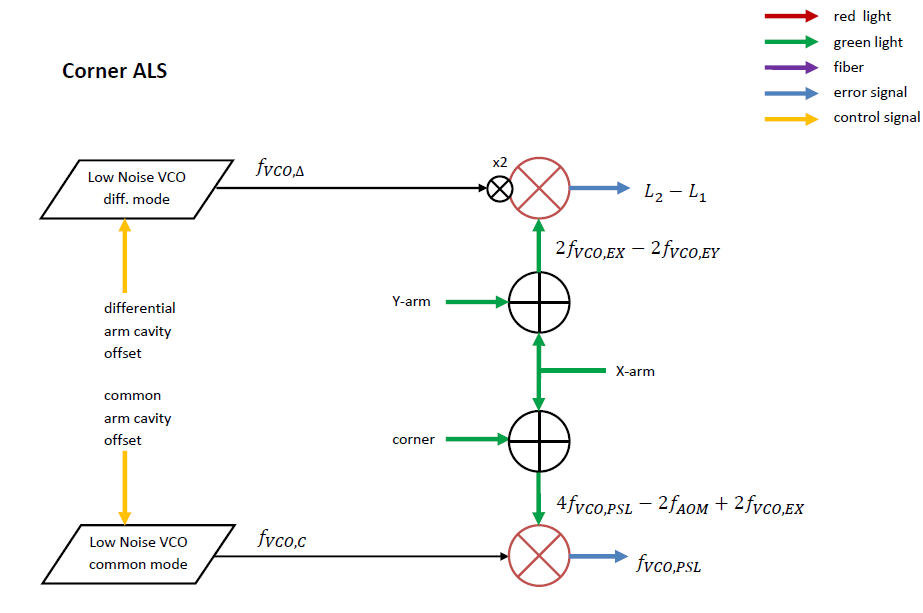 red light
green light
fiber
error signal
control signal
Corner ALS
Low Noise VCO
diff. mode
f_{VCO,Δ}
x2
L_2 − L_1
2f_{VCO,EX} − 2f_{VCO,EY}
Y-arm
differential
arm cavity
offset
X-arm
common
arm cavity
offset
corner
4f_{VCO,PSL} − 2f_{AOM} + 2f_{VCO,EX}
Low Noise VCO
common mode
f_{VCO,C}
f_{VCO,PSL}